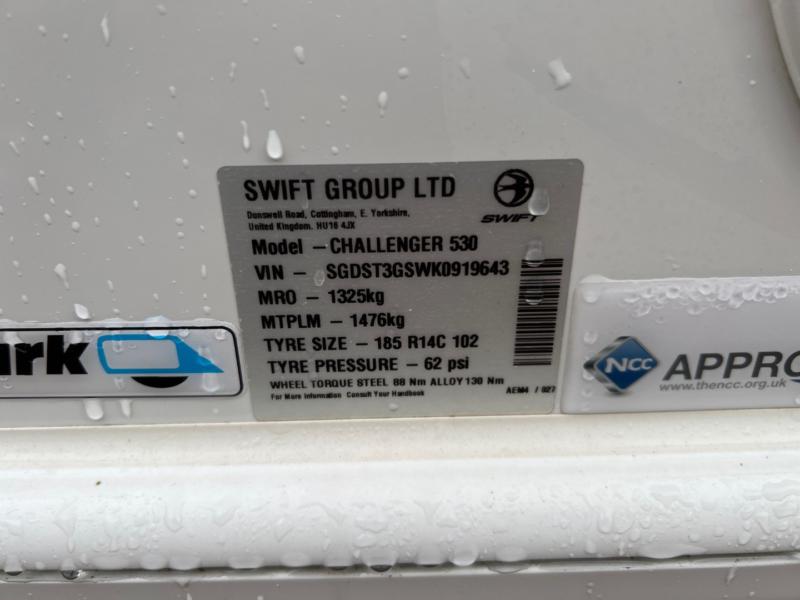 SWIFT GROUP LTD
SWIFT
Dunswell Road, Cottingham, E. Yorkshire,
United Kingdom. HU16 4JX
Model – CHALLENGER 530
VIN – SGDST3GSWK0919643
MRO – 1325kg
MTPLM – 1476kg
TYRE SIZE – 185 R14C 102
TYRE PRESSURE – 62 psi
WHEEL TORQUE STEEL 88 Nm ALLOY 130 Nm
For More Information Consult Your Handbook
AEM4 / 027
ark
NCC
APPRO
www.thencc.org.uk